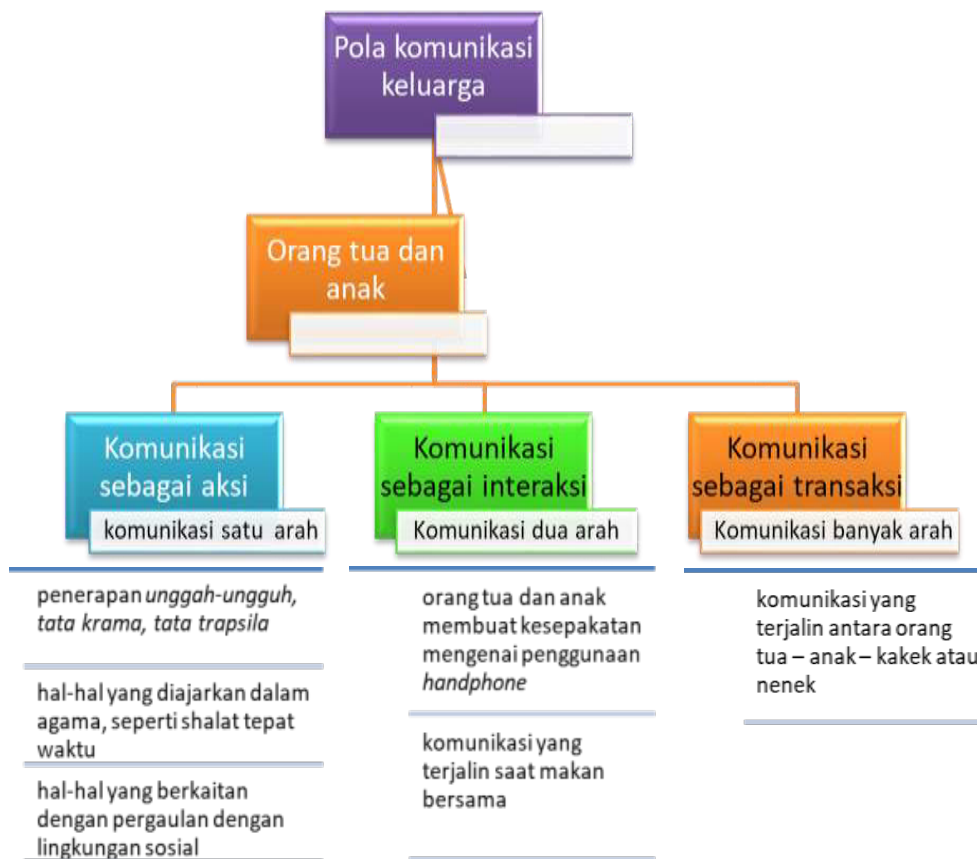 Pola komunikasi
keluarga
Orang tua dan
anak
Komunikasi
sebagai aksi
komunikasi satu arah
penerapan unggah-ungguh,
tata krama, tata trapsila
hal-hal yang diajarkan dalam
agama, seperti shalat tepat
waktu
hal-hal yang berkaitan
dengan pergaulan dengan
lingkungan sosial
Komunikasi
sebagai interaksi
Komunikasi dua arah
orang tua dan anak
membuat kesepakatan
mengenai penggunaan
handphone
komunikasi yang
terjalin saat makan
bersama
Komunikasi
sebagai transaksi
Komunikasi banyak arah
komunikasi yang
terjalin antara orang
tua – anak – kakek atau
nenek